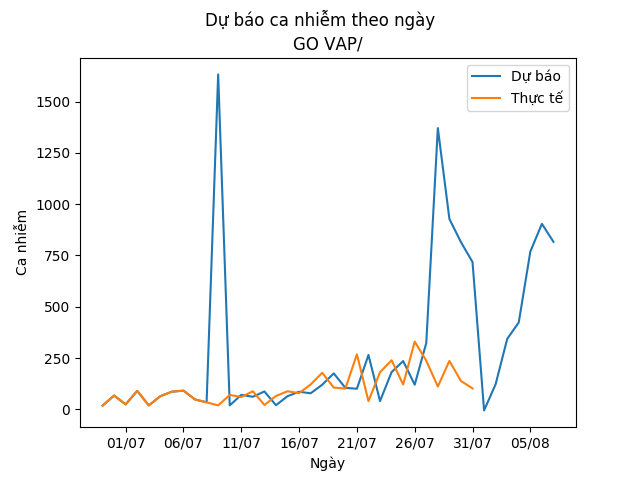 Dự báo ca nhiễm theo ngày
GO VAP/
Dự báo
Thực tế
1500
1250
1000
750
500
250
0
Ca nhiễm
01/07 06/07 11/07 16/07 21/07 26/07 31/07 05/08
Ngày